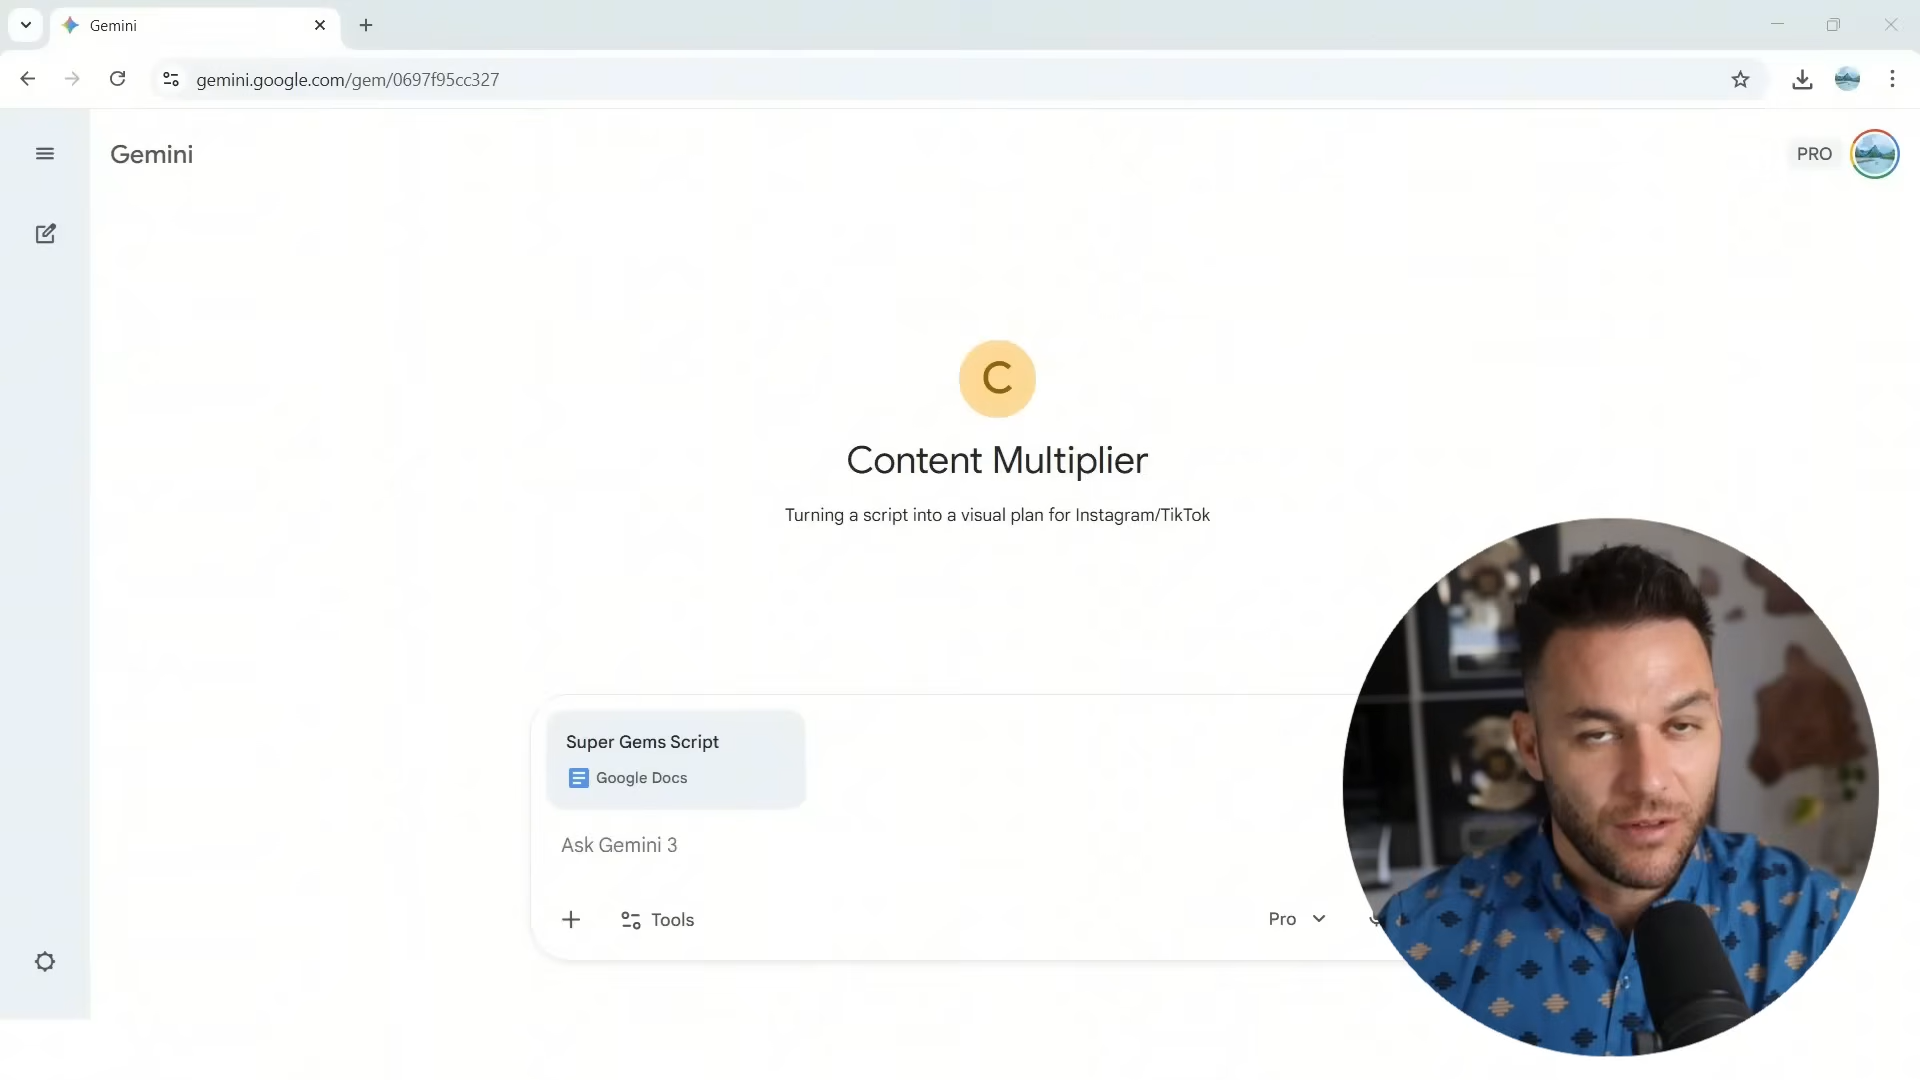 Gemini
gemini.google.com/gem/0697f95cc327
Gemini
PRO
C
Content Multiplier
Turning a script into a visual plan for Instagram/TikTok
Super Gems Script
Google Docs
Ask Gemini 3
Tools
Pro